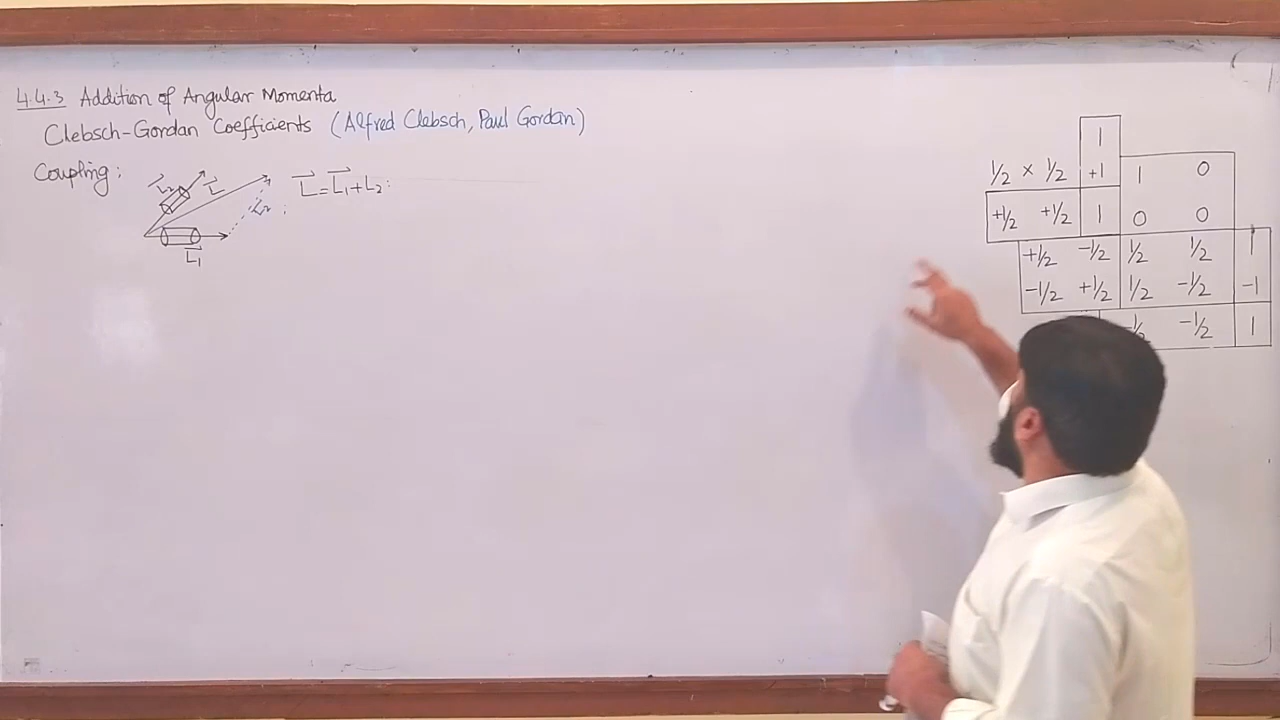 4.4.3 Addition of Angular Momenta
Clebsch-Gordan Coefficients (Alfred Clebsch, Paul Gordan)
Coupling:
L₂ L
L₂
L₁
L=L₁+L₂:
1
1/2 × 1/2 +1 1 0
+1/2 +1/2 1 0 0
+1/2 -1/2 1/2 1/2 1
-1/2 +1/2 1/2 -1/2 -1
-1/2 1